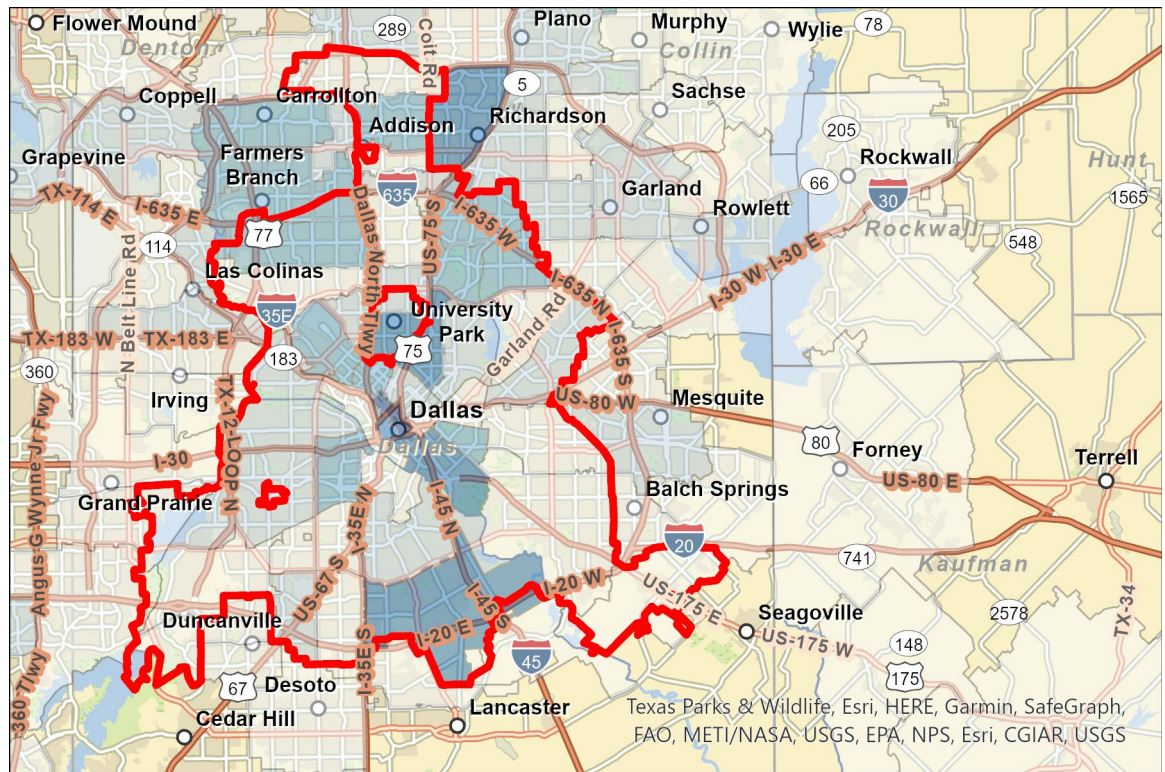 Flower Mound
Denton
289
Coit Rd
Plano
Murphy
Collin
Wylie
78
5
Coppell
Carrollton
Sachse
Addison
Richardson
205
Rockwall
Hunt
Grapevine
Farmers
Branch
635
Garland
66
30
1565
TX-114 E
I-635 E
77
Dallas North Tlwy
US-75 S
I-635 W
Rowlett
Rockwall
548
114
N Belt Line Rd
Las Colinas
I-635 N
I-30 W
I-30 E
35E
University
Park
Garland Rd
I-635 S
TX-183 W
TX-183 E
183
75
360
Irving
TX-12-LOOP N
Dallas
Dallas
US-80 W
Mesquite
80
Forney
Terrell
Angus G Wynne Jr Fwy
I-30
US-80 E
Grand Prairie
I-45 N
I-35E N
Balch Springs
20
741
Kaufman
US-67 S
I-20 W
US-175 E
TX-34
2578
Duncanville
I-20 E
I-45 S
Seagoville
US-175 W
148
I-35E S
45
175
67
Desoto
360 Tlwy
Cedar Hill
Lancaster
Texas Parks & Wildlife, Esri, HERE, Garmin, SafeGraph,
FAO, METI/NASA, USGS, EPA, NPS, Esri, CGIAR, USGS